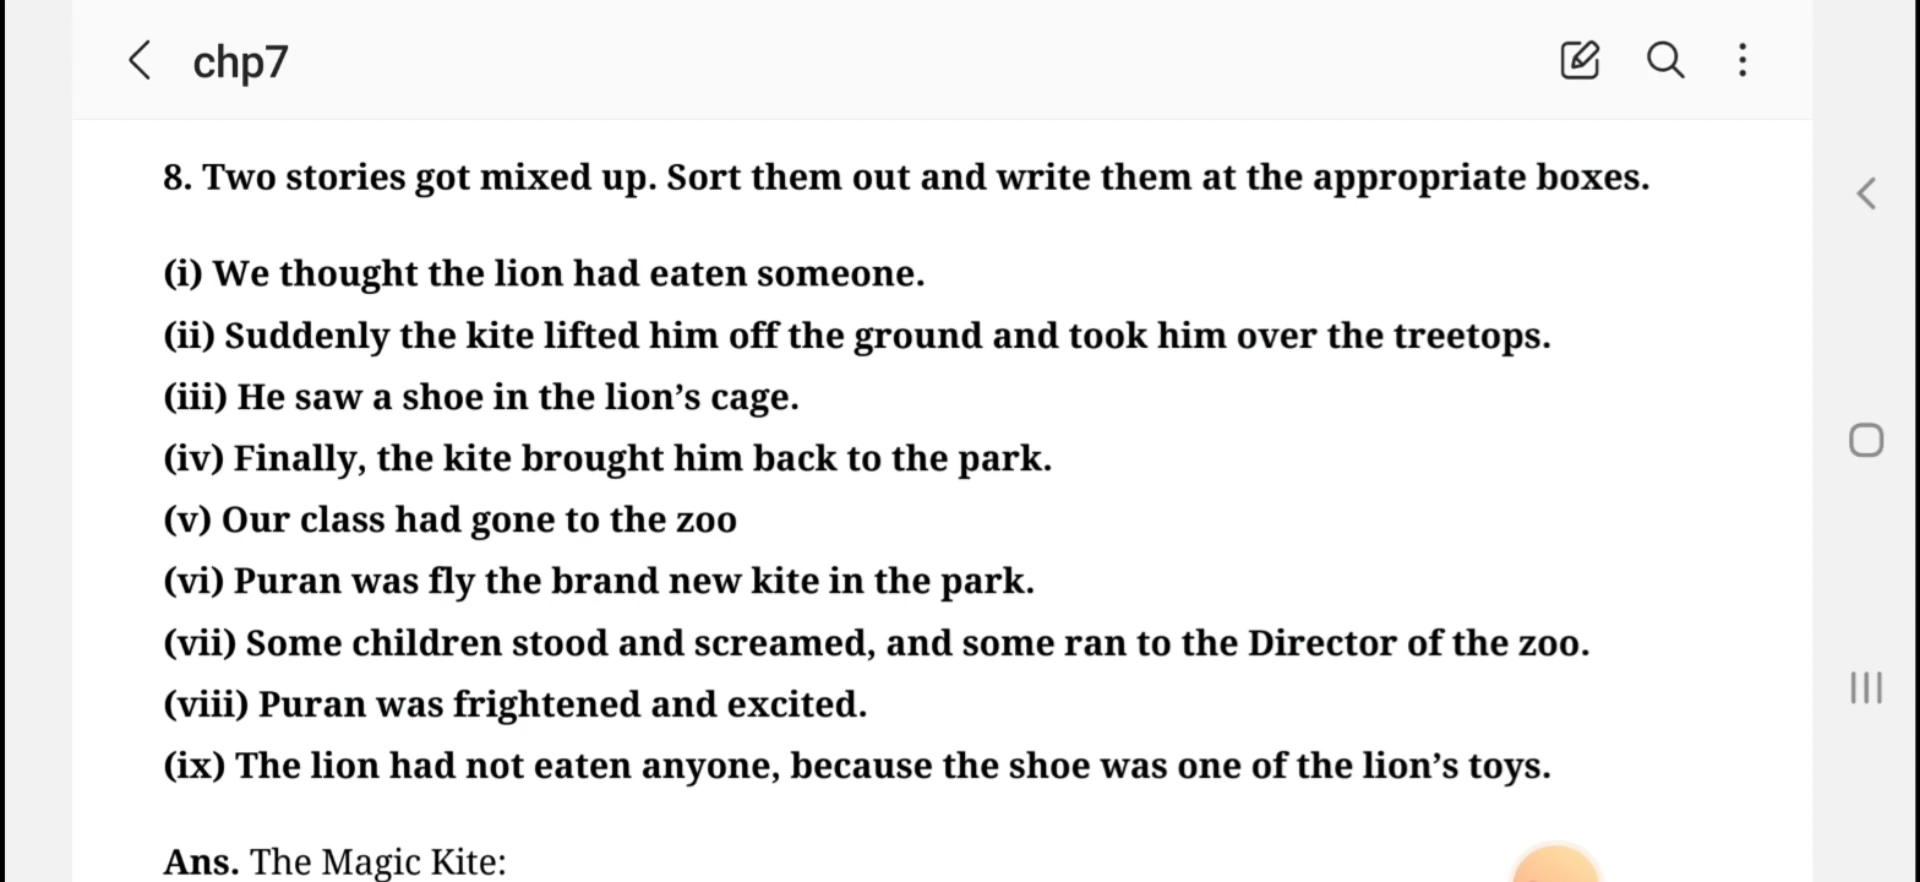 chp7
8. Two stories got mixed up. Sort them out and write them at the appropriate boxes.
(i) We thought the lion had eaten someone.
(ii) Suddenly the kite lifted him off the ground and took him over the treetops.
(iii) He saw a shoe in the lion’s cage.
(iv) Finally, the kite brought him back to the park.
(v) Our class had gone to the zoo
(vi) Puran was fly the brand new kite in the park.
(vii) Some children stood and screamed, and some ran to the Director of the zoo.
(viii) Puran was frightened and excited.
(ix) The lion had not eaten anyone, because the shoe was one of the lion’s toys.
Ans. The Magic Kite: